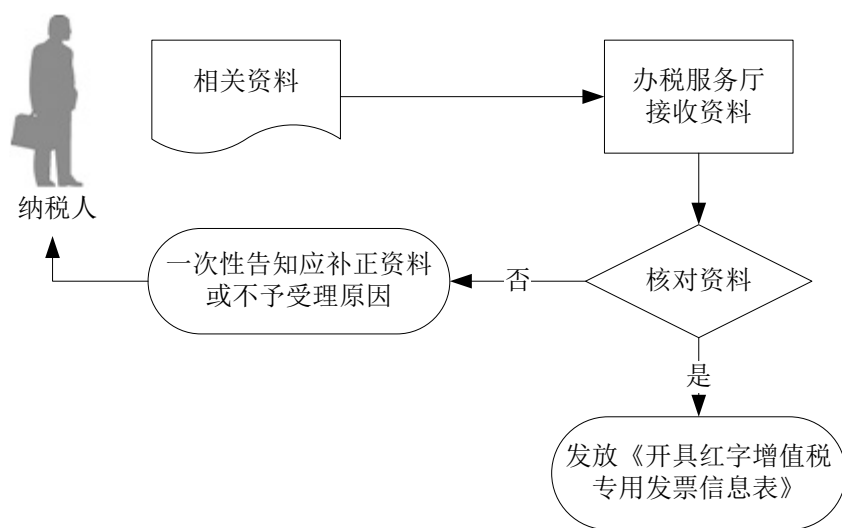 相关资料
办税服务厅
接收资料
纳税人
一次性告知应补正资料
或不予受理原因
否
核对资料
是
发放《开具红字增值税
专用发票信息表》